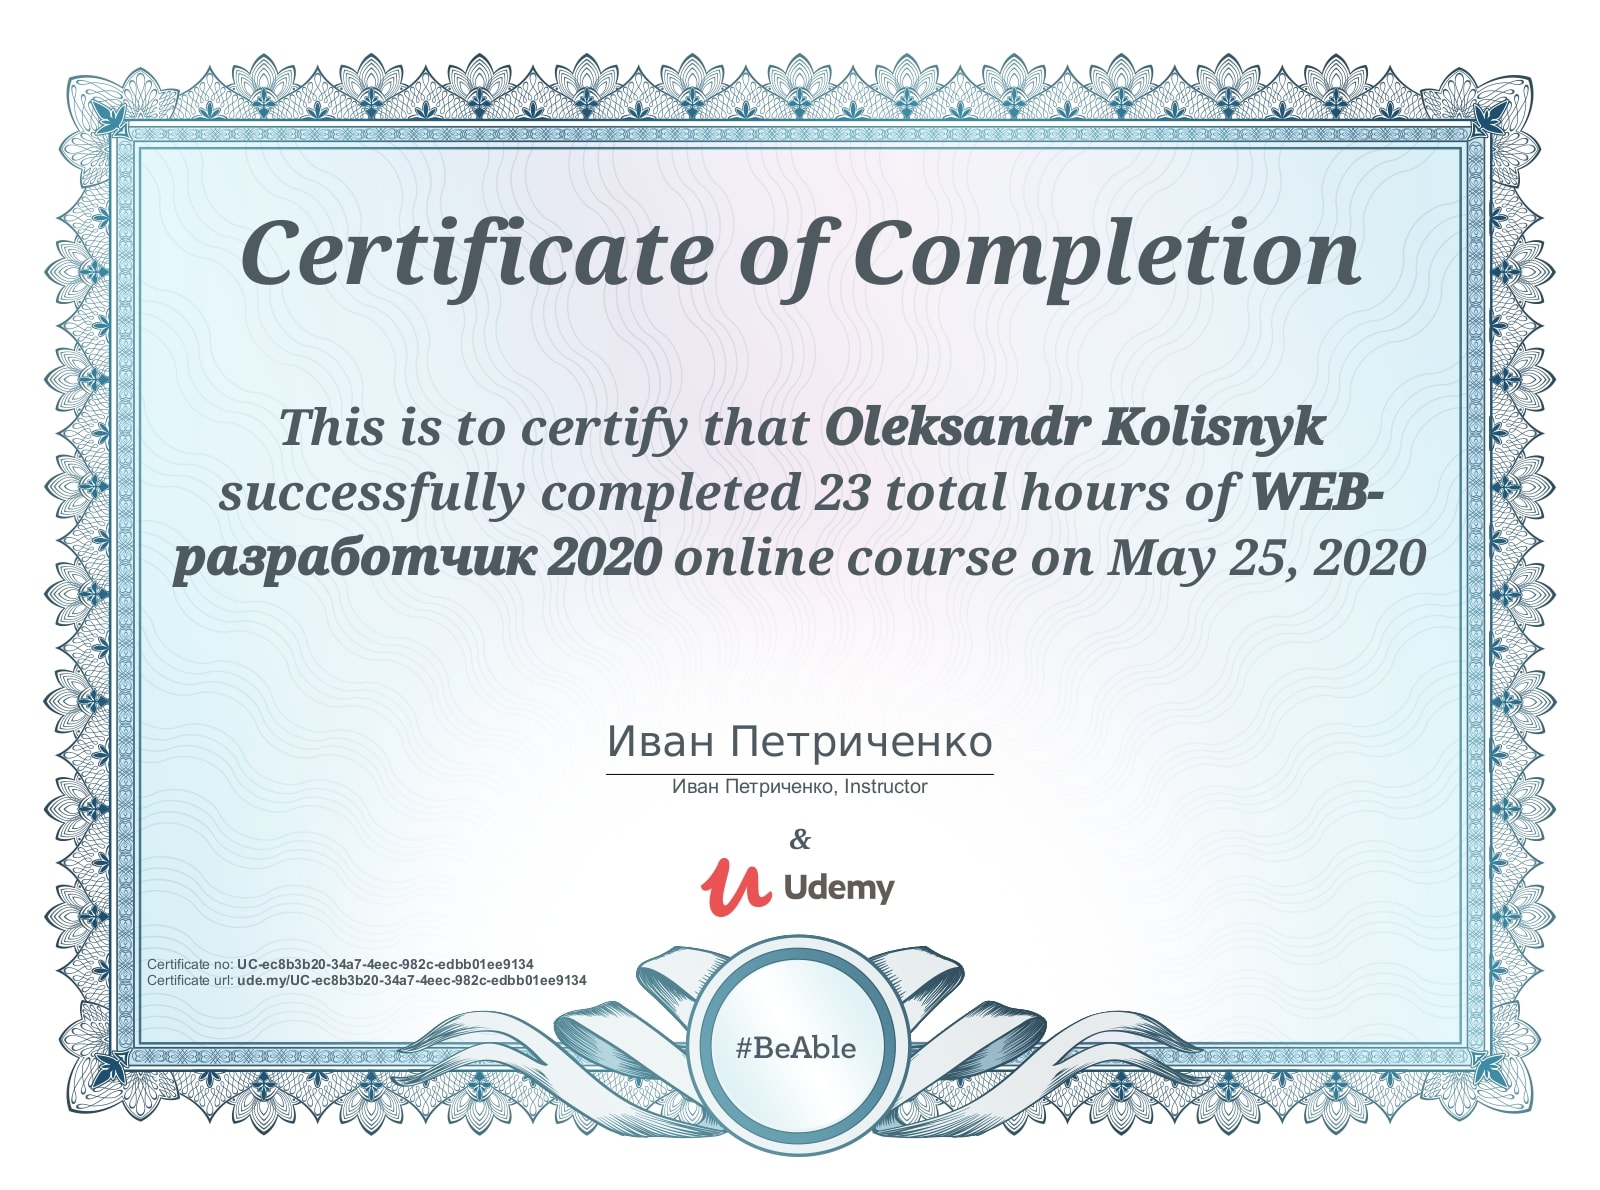 Certificate of Completion
This is to certify that Oleksandr Kolisnyk
successfully completed 23 total hours of WEB-
разработчик 2020 online course on May 25, 2020
Иван Петриченко
Иван Петриченко, Instructor
&
Udemy
Certificate no: UC-ec8b3b20-34a7-4eec-982c-edbb01ee9134
Certificate url: ude.my/UC-ec8b3b20-34a7-4eec-982c-edbb01ee9134
#BeAble